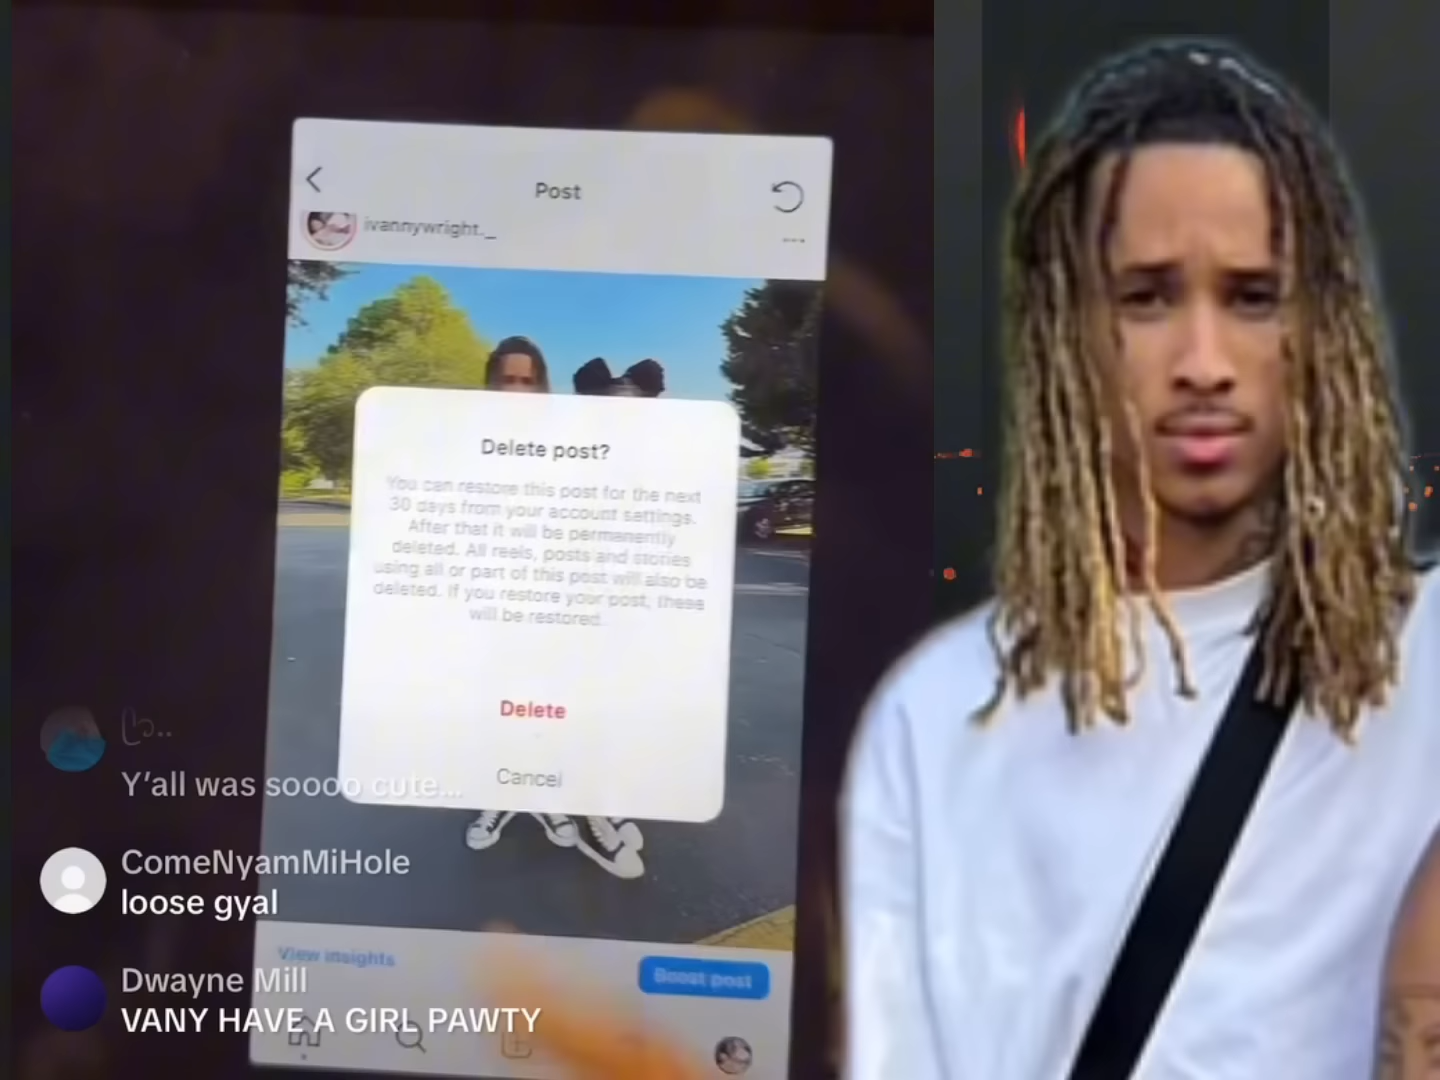 Post
ivannywright._
Delete post?
You can restore this post for the next
30 days from your account settings.
After that it will be permanently
deleted. All reels, posts and stories
using all or part of this post will also be
deleted. If you restore your post, these
will be restored.
Delete
Cancel
View insights
Boost post
Y'all was soooo cute...
ComeNyamMiHole
loose gyal
Dwayne Mill
VANY HAVE A GIRL PAWTY